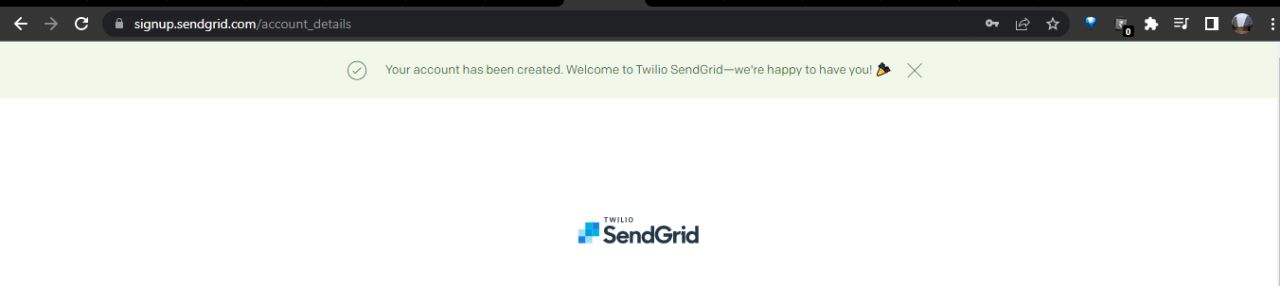 signup.sendgrid.com/account_details
0
Your account has been created. Welcome to Twilio SendGrid—we're happy to have you! 🎉
TWILIO
SendGrid